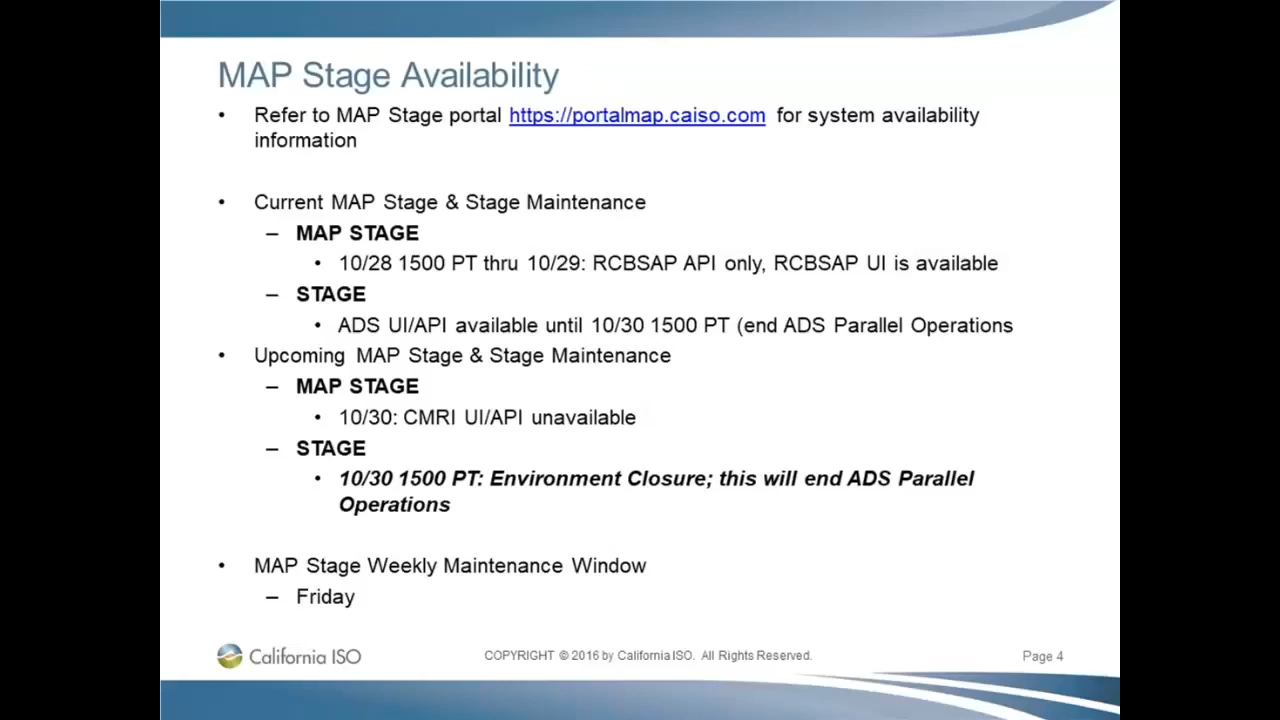 MAP Stage Availability
• Refer to MAP Stage portal https://portalmap.caiso.com for system availability
information
• Current MAP Stage & Stage Maintenance
– MAP STAGE
• 10/28 1500 PT thru 10/29: RCBSAP API only, RCBSAP UI is available
– STAGE
• ADS UI/API available until 10/30 1500 PT (end ADS Parallel Operations
• Upcoming MAP Stage & Stage Maintenance
– MAP STAGE
• 10/30: CMRI UI/API unavailable
– STAGE
• 10/30 1500 PT: Environment Closure; this will end ADS Parallel
Operations
• MAP Stage Weekly Maintenance Window
– Friday
California ISO
COPYRIGHT © 2016 by California ISO. All Rights Reserved.
Page 4